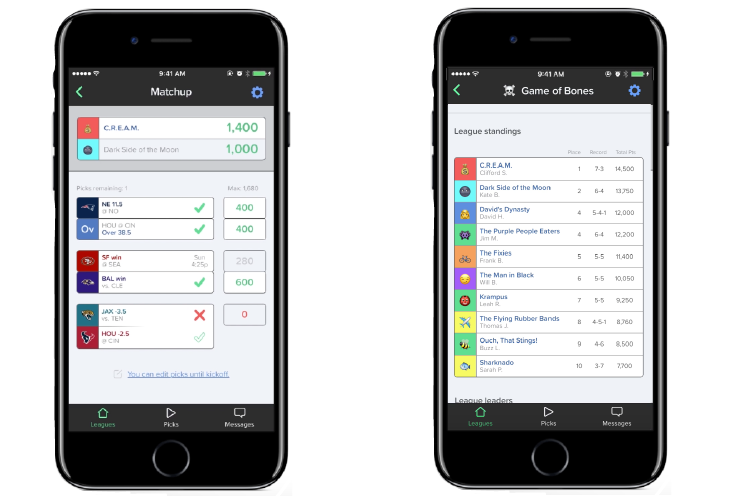 9:41 AM
Matchup
C.R.E.A.M.
1,400
Dark Side of the Moon
1,000
Picks remaining: 1
Max: 1,680
NE 11.5
@ NO
400
Ov
HOU @ CIN
Over 38.5
400
SF win
@ SEA
Sun
4:25p
280
BAL win
vs. CLE
600
JAX -3.5
vs. TEN
0
HOU -2.5
@ CIN
You can edit picks until kickoff.
Leagues
Picks
Messages
9:41 AM
Game of Bones
League standings
Place Record Total Pts
C.R.E.A.M.
Clifford S.
1 7-3 14,500
Dark Side of the Moon
Kate B.
2 6-4 13,750
David's Dynasty
David H.
4 5-4-1 12,000
The Purple People Eaters
Jim M.
4 6-4 12,200
The Fixies
Frank B.
5 5-5 11,400
The Man in Black
Will B.
6 5-5 10,050
Krampus
Leah R.
7 5-5 9,250
The Flying Rubber Bands
Thomas J.
8 4-5-1 8,760
Ouch, That Stings!
Buzz L.
9 4-6 8,500
Sharknado
Sarah P.
10 3-7 7,700
League leaders
Leagues
Picks
Messages